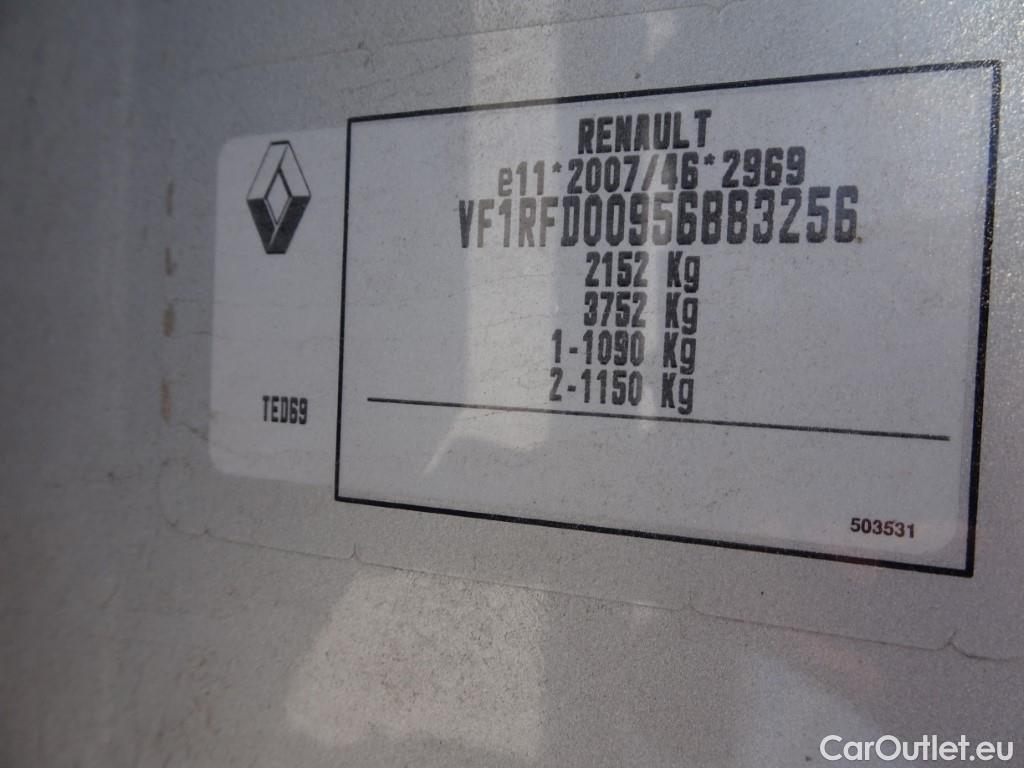 RENAULT
e11*2007/46*2969
VF1RFD00956883256
2152 Kg
3752 Kg
1-1090 Kg
2-1150 Kg
TED69
503531
CarOutlet.eu